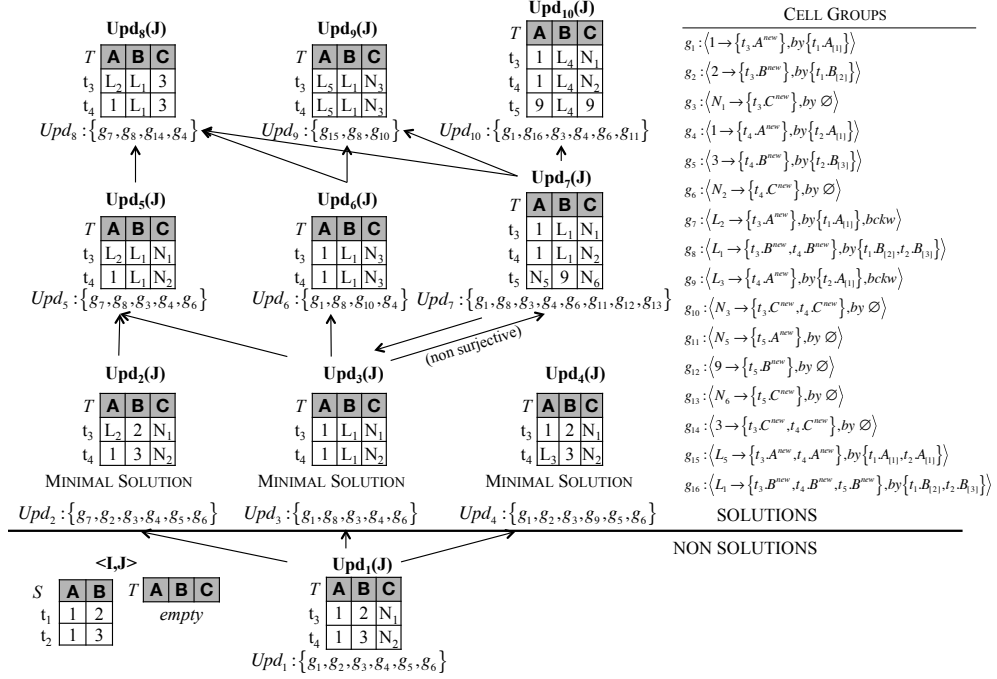 Upd₈(J) Upd₉(J) Upd₁₀(J)
T A B C
t₃ L₂ L₁ 3
t₄ 1 L₁ 3
Upd₈ :{g₇,g₈,g₁₄,g₄}
T A B C
t₃ L₅ L₁ N₃
t₄ L₅ L₁ N₃
Upd₉ :{g₁₅,g₈,g₁₀}
T A B C
t₃ 1 L₄ N₁
t₄ 1 L₄ N₂
t₅ 9 L₄ 9
Upd₁₀ :{g₁,g₁₆,g₃,g₄,g₆,g₁₁}
Upd₅(J) Upd₆(J) Upd₇(J)
T A B C
t₃ L₂ L₁ N₁
t₄ 1 L₁ N₂
Upd₅ :{g₇,g₈,g₃,g₄,g₆}
T A B C
t₃ 1 L₁ N₃
t₄ 1 L₁ N₃
Upd₆ :{g₁,g₈,g₁₀,g₄}
T A B C
t₃ 1 L₁ N₁
t₄ 1 L₁ N₂
t₅ N₅ 9 N₆
Upd₇ :{g₁,g₈,g₃,g₄,g₆,g₁₁,g₁₂,g₁₃}
(non surjective)
Upd₂(J) Upd₃(J) Upd₄(J)
T A B C
t₃ L₂ 2 N₁
t₄ 1 3 N₂
MINIMAL SOLUTION
Upd₂ :{g₇,g₂,g₃,g₄,g₅,g₆}
T A B C
t₃ 1 L₁ N₁
t₄ 1 L₁ N₂
MINIMAL SOLUTION
Upd₃ :{g₁,g₈,g₃,g₄,g₆}
T A B C
t₃ 1 2 N₁
t₄ L₃ 3 N₂
MINIMAL SOLUTION
Upd₄ :{g₁,g₂,g₃,g₉,g₅,g₆}
SOLUTIONS
NON SOLUTIONS
<I,J>
S A B
t₁ 1 2
t₂ 1 3
T A B C
empty
Upd₁(J)
T A B C
t₃ 1 2 N₁
t₄ 1 3 N₂
Upd₁ :{g₁,g₂,g₃,g₄,g₅,g₆}
CELL GROUPS
g₁ :⟨1→{t₃.Aⁿᵉʷ},by{t₁.A₍₁₎}⟩
g₂ :⟨2→{t₃.Bⁿᵉʷ},by{t₁.B₍₂₎}⟩
g₃ :⟨N₁→{t₃.Cⁿᵉʷ},by ∅⟩
g₄ :⟨1→{t₄.Aⁿᵉʷ},by{t₂.A₍₁₎}⟩
g₅ :⟨3→{t₄.Bⁿᵉʷ},by{t₂.B₍₃₎}⟩
g₆ :⟨N₂→{t₄.Cⁿᵉʷ},by ∅⟩
g₇ :⟨L₂→{t₃.Aⁿᵉʷ},by{t₁.A₍₁₎},bckw⟩
g₈ :⟨L₁→{t₃.Bⁿᵉʷ,t₄.Bⁿᵉʷ},by{t₁.B₍₂₎,t₂.B₍₃₎}⟩
g₉ :⟨L₃→{t₄.Aⁿᵉʷ},by{t₂.A₍₁₎},bckw⟩
g₁₀ :⟨N₃→{t₃.Cⁿᵉʷ,t₄.Cⁿᵉʷ},by ∅⟩
g₁₁ :⟨N₅→{t₅.Aⁿᵉʷ},by ∅⟩
g₁₂ :⟨9→{t₅.Bⁿᵉʷ},by ∅⟩
g₁₃ :⟨N₆→{t₅.Cⁿᵉʷ},by ∅⟩
g₁₄ :⟨3→{t₃.Cⁿᵉʷ,t₄.Cⁿᵉʷ},by ∅⟩
g₁₅ :⟨L₅→{t₃.Aⁿᵉʷ,t₄.Aⁿᵉʷ},by{t₁.A₍₁₎,t₂.A₍₁₎}⟩
g₁₆ :⟨L₁→{t₃.Bⁿᵉʷ,t₄.Bⁿᵉʷ,t₅.Bⁿᵉʷ},by{t₁.B₍₂₎,t₂.B₍₃₎}⟩